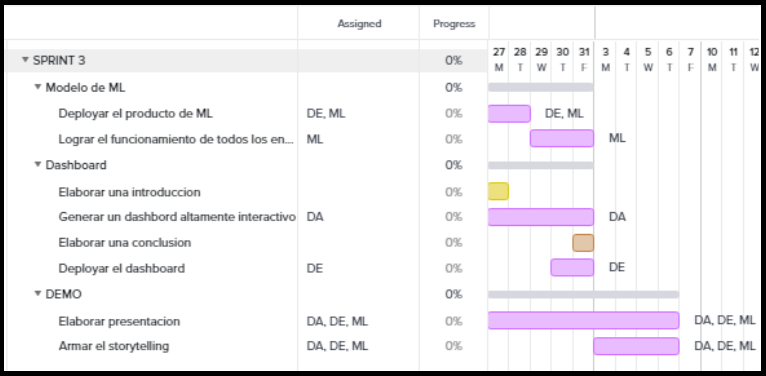 Assigned Progress
27 28 29 30 31 3 4 5 6 7 10 11 12
M T W T F M T W T F M T W
SPRINT 3 0%
Modelo de ML 0%
Deployar el producto de ML DE, ML 0% DE, ML
Lograr el funcionamiento de todos los en... ML 0% ML
Dashboard 0%
Elaborar una introduccion 0%
Generar un dashbord altamente interactivo DA 0% DA
Elaborar una conclusion 0%
Deployar el dashboard DE 0% DE
DEMO 0%
Elaborar presentacion DA, DE, ML 0% DA, DE, ML
Armar el storytelling DA, DE, ML 0% DA, DE, ML